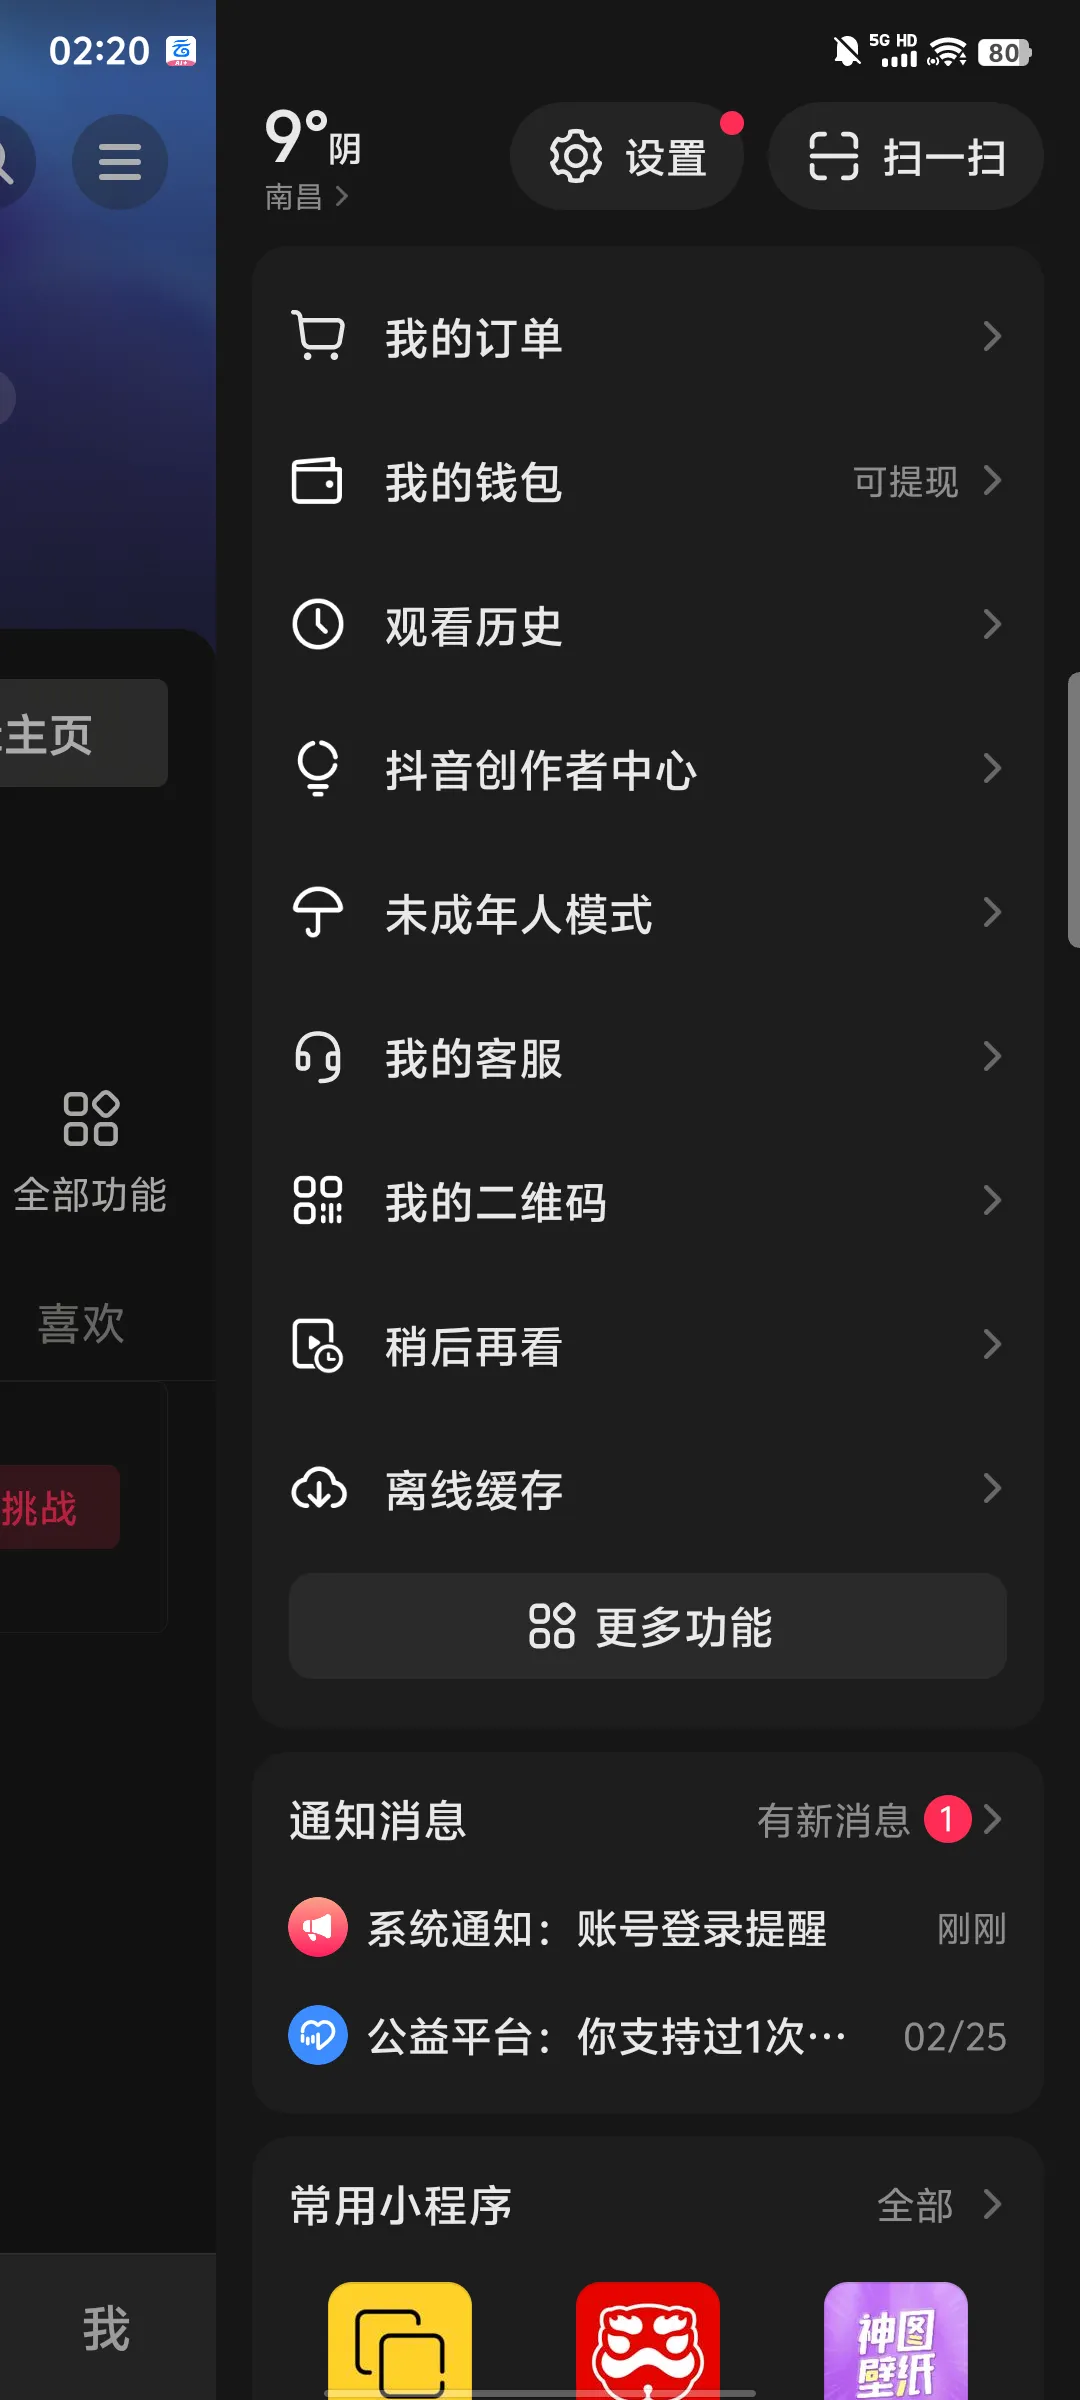 02:20
5G HD
80
9°阴
南昌
设置
扫一扫
我的订单
我的钱包
可提现
观看历史
抖音创作者中心
未成年人模式
我的客服
我的二维码
稍后再看
离线缓存
更多功能
主页
全部功能
喜欢
挑战
通知消息
有新消息 1
系统通知：账号登录提醒
刚刚
公益平台：你支持过1次…
02/25
常用小程序
全部
神图
壁纸
我